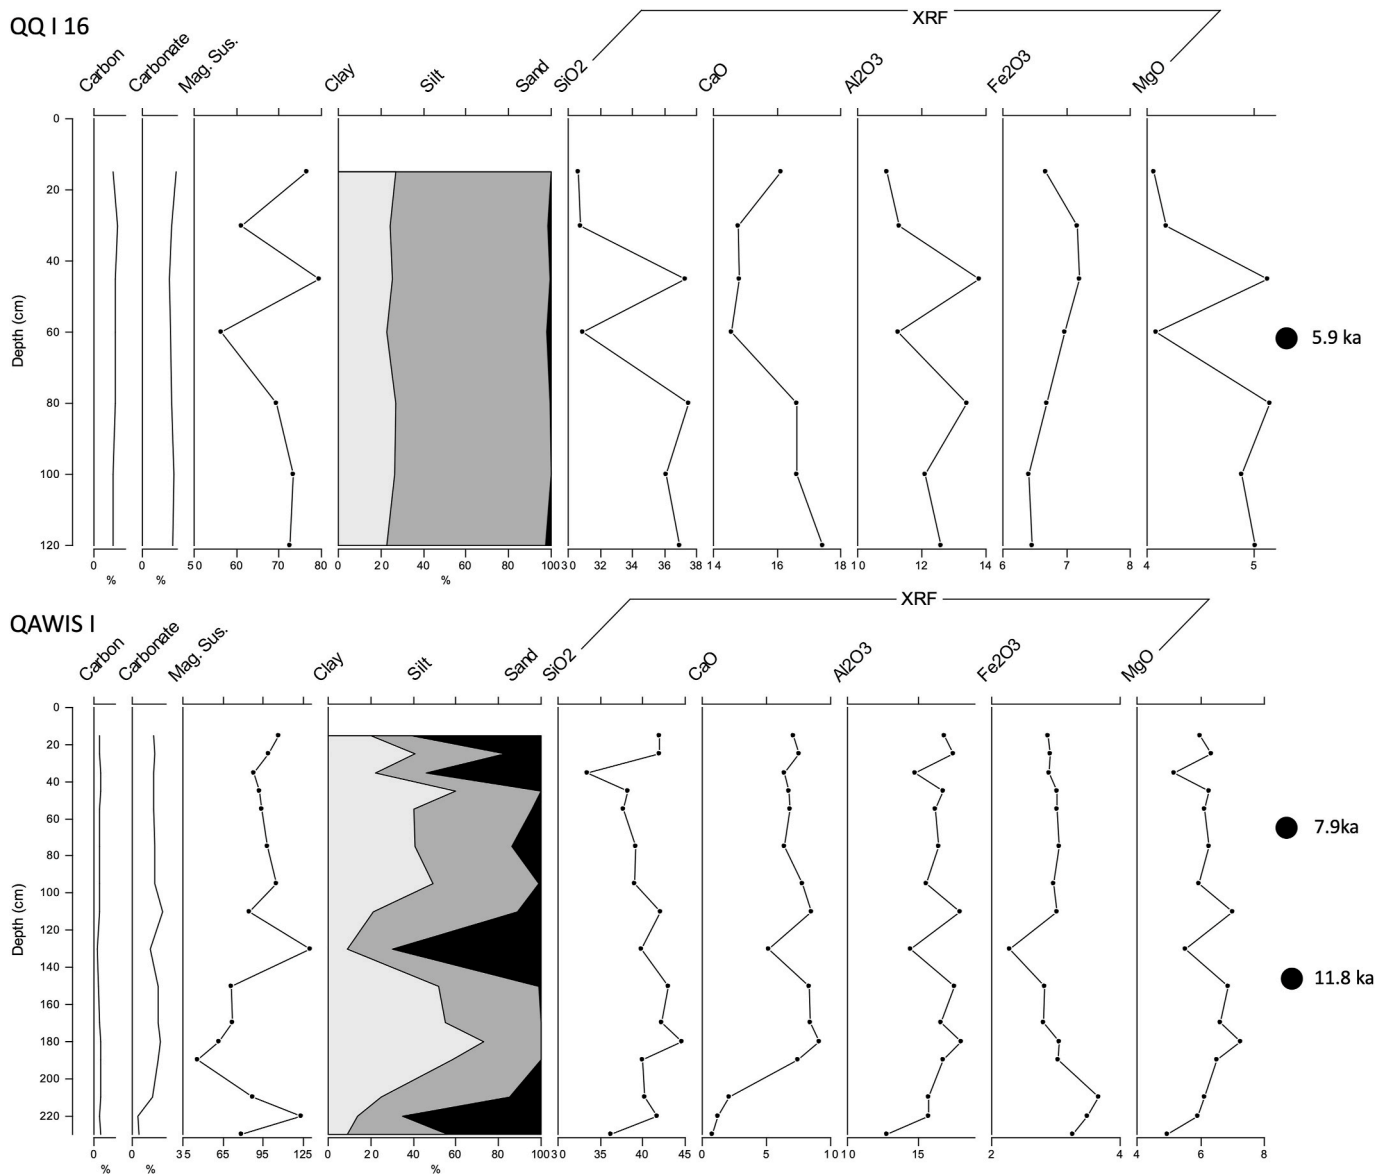 QQ I 16
XRF
Carbon Carbonate Mag. Sus. Clay Silt Sand SiO2 CaO Al2O3 Fe2O3 MgO
0
20
40
60
80
100
120
Depth (cm)
5.9 ka
0 0 50 60 70 80 0 20 40 60 80 100 30 32 34 36 38 14 16 18 10 12 14 6 7 8 4 5
% % %
QAWIS I
XRF
Carbon Carbonate Mag. Sus. Clay Silt Sand SiO2 CaO Al2O3 Fe2O3 MgO
0
20
40
60
80
100
120
140
160
180
200
220
Depth (cm)
7.9ka
11.8 ka
0 0 35 65 95 125 0 20 40 60 80 100 30 35 40 45 0 5 10 10 15 2 3 4 4 6 8
% % %